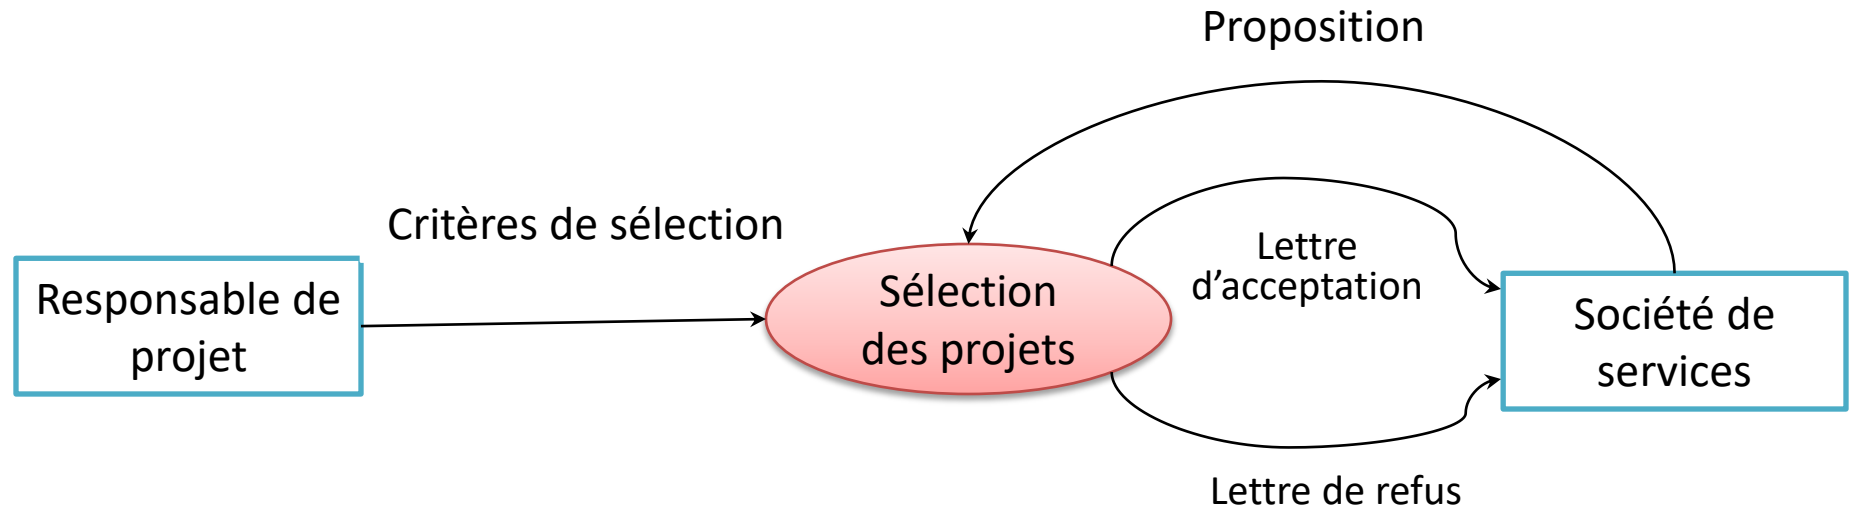 Proposition
Critères de sélection
Responsable de
projet
Sélection
des projets
Lettre
d’acceptation
Société de
services
Lettre de refus